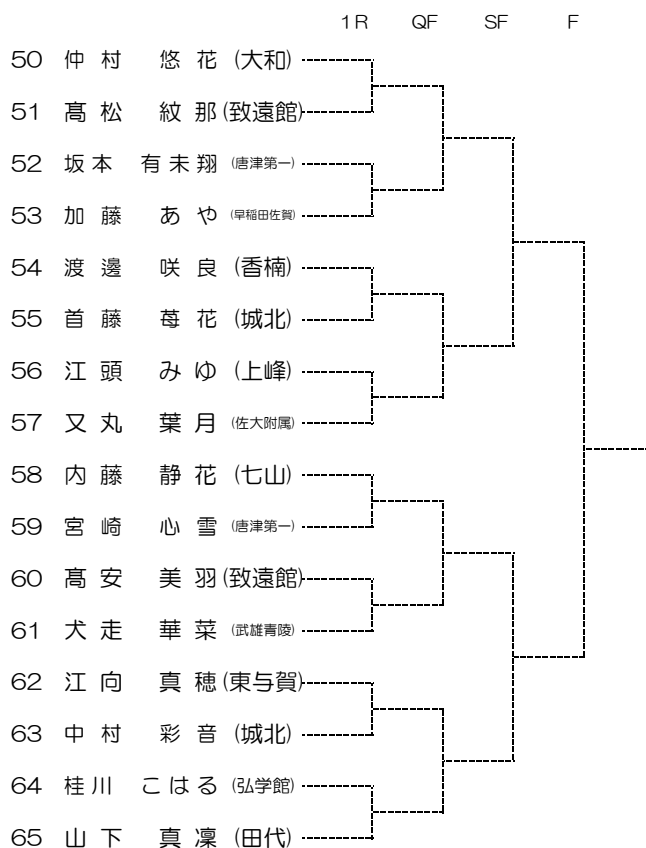 1R QF SF F
50 仲村 悠花 (大和)
51 髙松 紋那 (致遠館)
52 坂本 有未翔 (唐津第一)
53 加藤 あや (早稲田佐賀)
54 渡邊 咲良 (香楠)
55 首藤 苺花 (城北)
56 江頭 みゆ (上峰)
57 又丸 葉月 (佐大附属)
58 内藤 静花 (七山)
59 宮崎 心雪 (唐津第一)
60 髙安 美羽 (致遠館)
61 犬走 華菜 (武雄青陵)
62 江向 真穂 (東与賀)
63 中村 彩音 (城北)
64 桂川 こはる (弘学館)
65 山下 真凜 (田代)